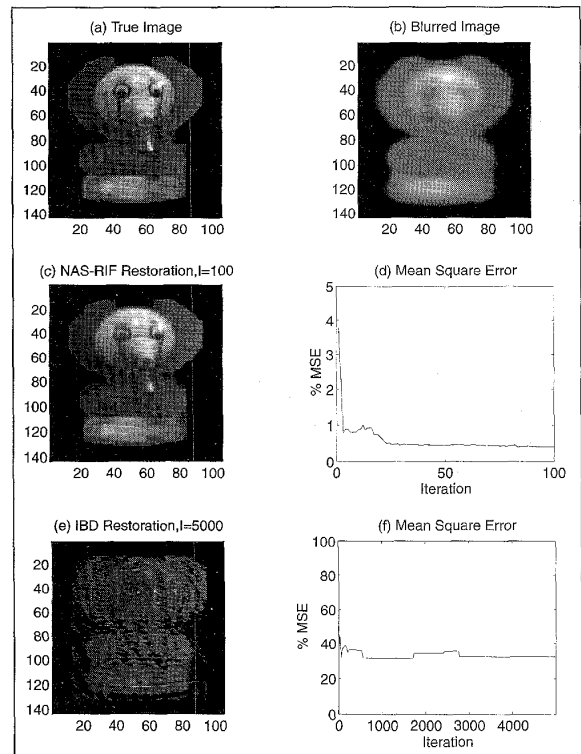 (a) True Image
20
40
60
80
100
120
140
20 40 60 80 100
(b) Blurred Image
20
40
60
80
100
120
140
20 40 60 80 100
(c) NAS-RIF Restoration,I=100
20
40
60
80
100
120
140
20 40 60 80 100
(d) Mean Square Error
% MSE
5
4
3
2
1
0
0 50 100
Iteration
(e) IBD Restoration,I=5000
20
40
60
80
100
120
140
20 40 60 80 100
(f) Mean Square Error
% MSE
100
80
60
40
20
0
0 1000 2000 3000 4000
Iteration